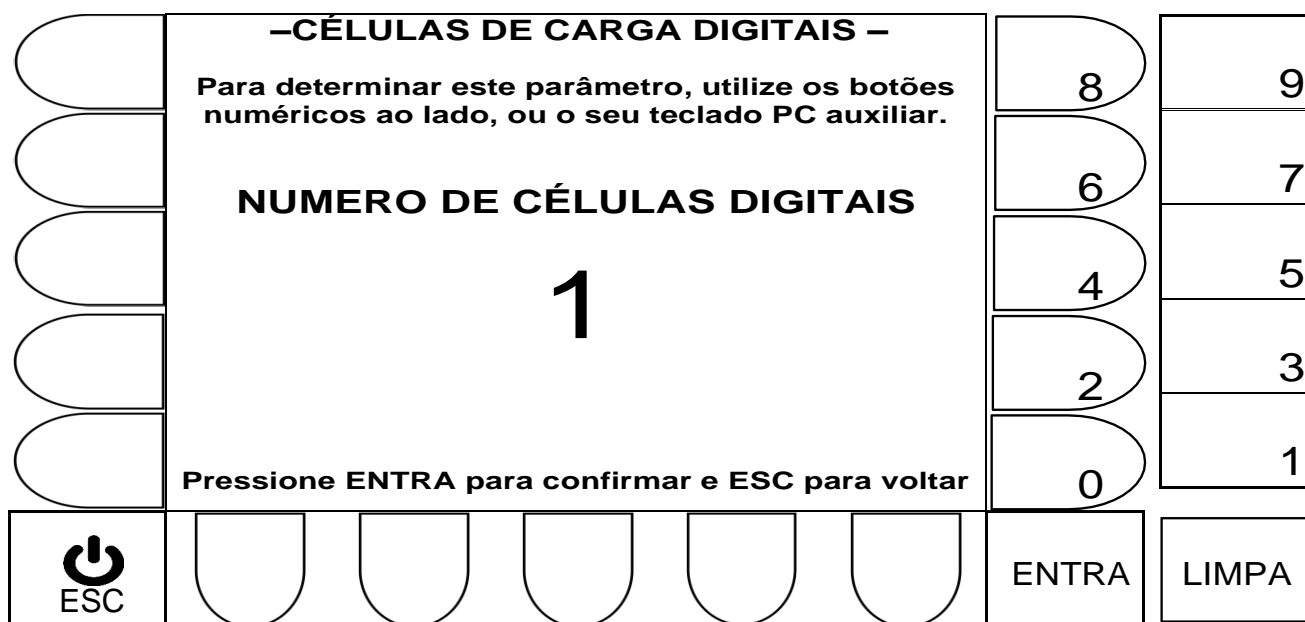 –CÉLULAS DE CARGA DIGITAIS –
Para determinar este parâmetro, utilize os botões
numéricos ao lado, ou o seu teclado PC auxiliar.
NUMERO DE CÉLULAS DIGITAIS
1
Pressione ENTRA para confirmar e ESC para voltar
8
9
6
7
4
5
2
3
0
1
ESC
ENTRA
LIMPA